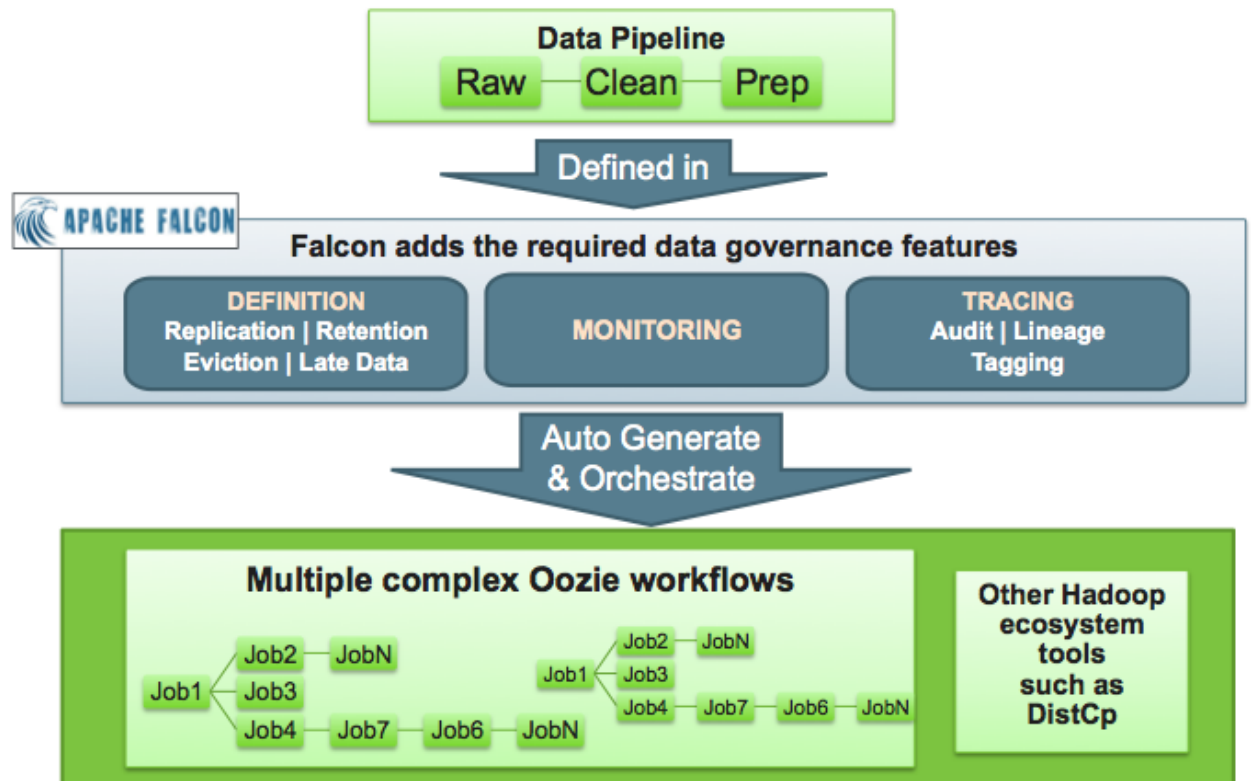 Data Pipeline
Raw Clean Prep
Defined in
APACHE FALCON
Falcon adds the required data governance features
DEFINITION
Replication | Retention
Eviction | Late Data
MONITORING
TRACING
Audit | Lineage
Tagging
Auto Generate
& Orchestrate
Multiple complex Oozie workflows
Job1
Job2 JobN
Job3
Job4 Job7 Job6 JobN
Job1
Job2 JobN
Job3
Job4 Job7 Job6 JobN
Other Hadoop
ecosystem
tools
such as
DistCp